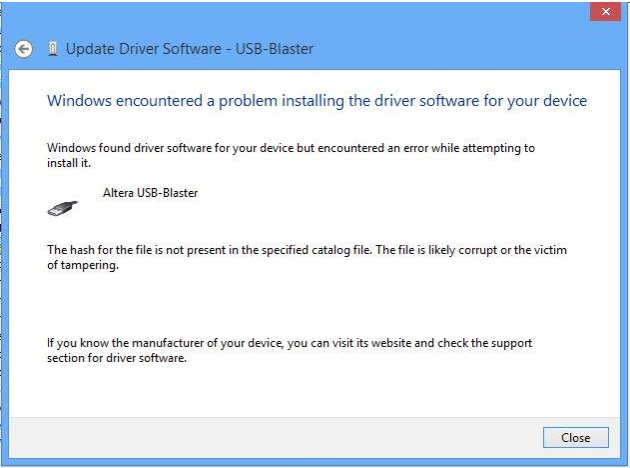 Update Driver Software - USB-Blaster
Windows encountered a problem installing the driver software for your device
Windows found driver software for your device but encountered an error while attempting to
install it.
Altera USB-Blaster
The hash for the file is not present in the specified catalog file. The file is likely corrupt or the victim
of tampering.
If you know the manufacturer of your device, you can visit its website and check the support
section for driver software.
Close